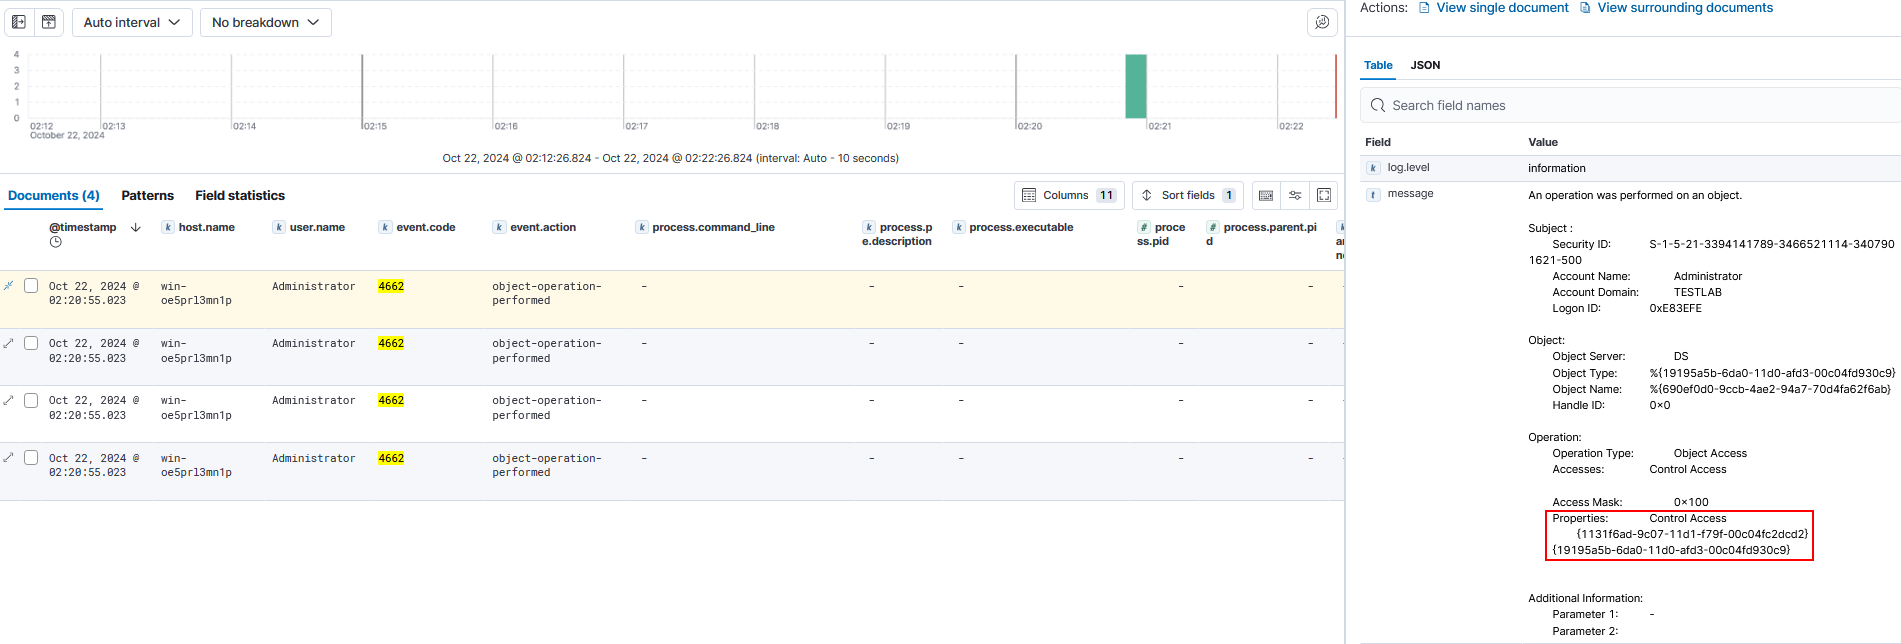 Auto interval
No breakdown
4
3
2
1
0
02:12 02:13 02:14 02:15 02:16 02:17 02:18 02:19 02:20 02:21 02:22
October 22, 2024
Oct 22, 2024 @ 02:12:26.824 - Oct 22, 2024 @ 02:22:26.824 (interval: Auto - 10 seconds)
Documents (4) Patterns Field statistics
Columns 11 Sort fields 1
@timestamp k host.name k user.name k event.code k event.action k process.command_line k process.p k process.executable # proce # process.parent.pi k
e.description ss.pid d
Oct 22, 2024 @ win- Administrator 4662 object-operation- - - - - -
02:20:55.023 oe5prl3mn1p performed
Oct 22, 2024 @ win- Administrator 4662 object-operation- - - - - -
02:20:55.023 oe5prl3mn1p performed
Oct 22, 2024 @ win- Administrator 4662 object-operation- - - - - -
02:20:55.023 oe5prl3mn1p performed
Oct 22, 2024 @ win- Administrator 4662 object-operation- - - - - -
02:20:55.023 oe5prl3mn1p performed
Actions: View single document View surrounding documents
Table JSON
Search field names
Field Value
k log.level information
t message An operation was performed on an object.
Subject :
Security ID: S-1-5-21-3394141789-3466521114-340790
1621-500
Account Name: Administrator
Account Domain: TESTLAB
Logon ID: 0xE83EFE
Object:
Object Server: DS
Object Type: %{19195a5b-6da0-11d0-afd3-00c04fd930c9}
Object Name: %{690ef0d0-9ccb-4ae2-94a7-70d4fa62f6ab}
Handle ID: 0x0
Operation:
Operation Type: Object Access
Accesses: Control Access
Access Mask: 0x100
Properties: Control Access
{1131f6ad-9c07-11d1-f79f-00c04fc2dcd2}
{19195a5b-6da0-11d0-afd3-00c04fd930c9}
Additional Information:
Parameter 1: -
Parameter 2: